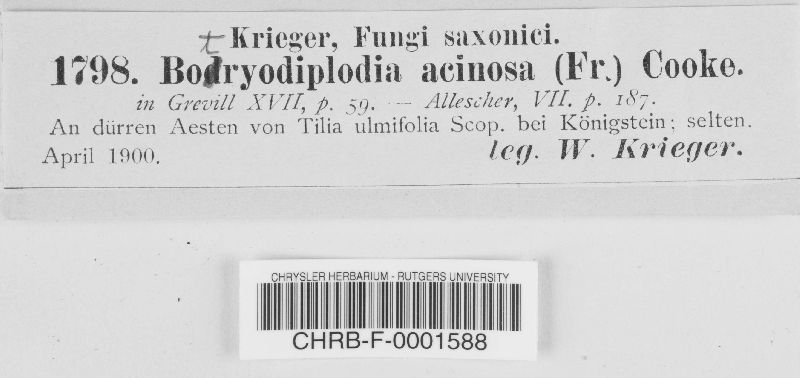 Krieger, Fungi saxonici.
1798. Botryodiplodia acinosa (Fr.) Cooke.
in Grevill XVII, p. 59. — Allescher, VII. p. 187.
An dürren Aesten von Tilia ulmifolia Scop. bei Königstein; selten.
April 1900. leg. W. Krieger.
CHRYSLER HERBARIUM - RUTGERS UNIVERSITY
CHRB-F-0001588